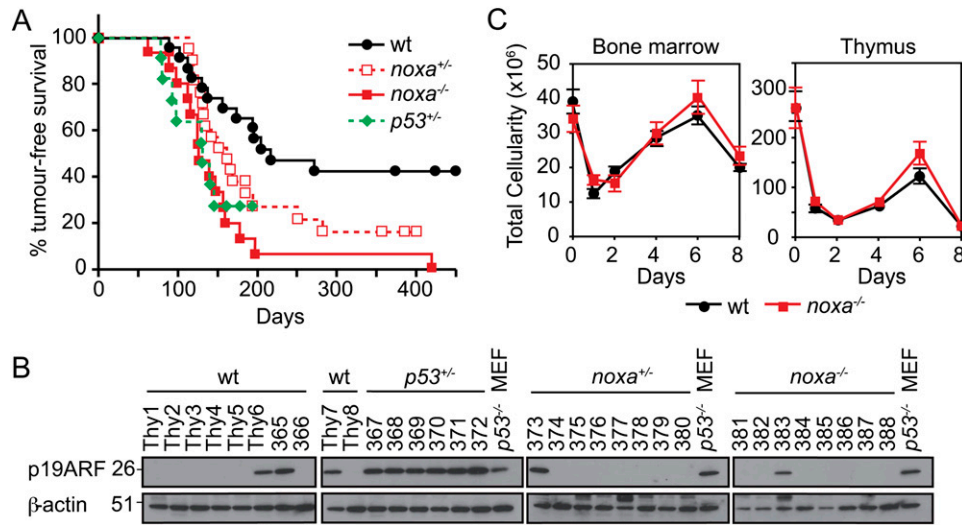 A
% tumour-free survival
100
80
60
40
20
0
0 100 200 300 400
Days
wt
noxa+/-
noxa-/-
p53+/-
C
Bone marrow
Total Cellularity (x10⁶)
50
40
30
20
10
0
0 2 4 6 8
Days
Thymus
300
200
100
0
0 2 4 6 8
Days
wt noxa-/-
B
wt
Thy1 Thy2 Thy3 Thy4 Thy5 Thy6 365 366
wt p53+/- p53-/- MEF
Thy7 Thy8 367 368 369 370 371 372
noxa+/- p53-/- MEF
373 374 375 376 377 378 379 380
noxa-/- p53-/- MEF
381 382 383 384 385 386 387 388
p19ARF 26
β-actin 51